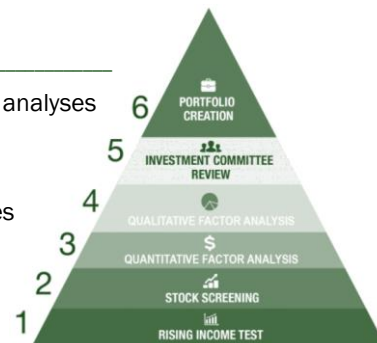 analyses
es
6
PORTFOLIO
CREATION
5
INVESTMENT COMMITTEE
REVIEW
4
QUALITATIVE FACTOR ANALYSIS
3
$
QUANTITATIVE FACTOR ANALYSIS
2
STOCK SCREENING
1
RISING INCOME TEST